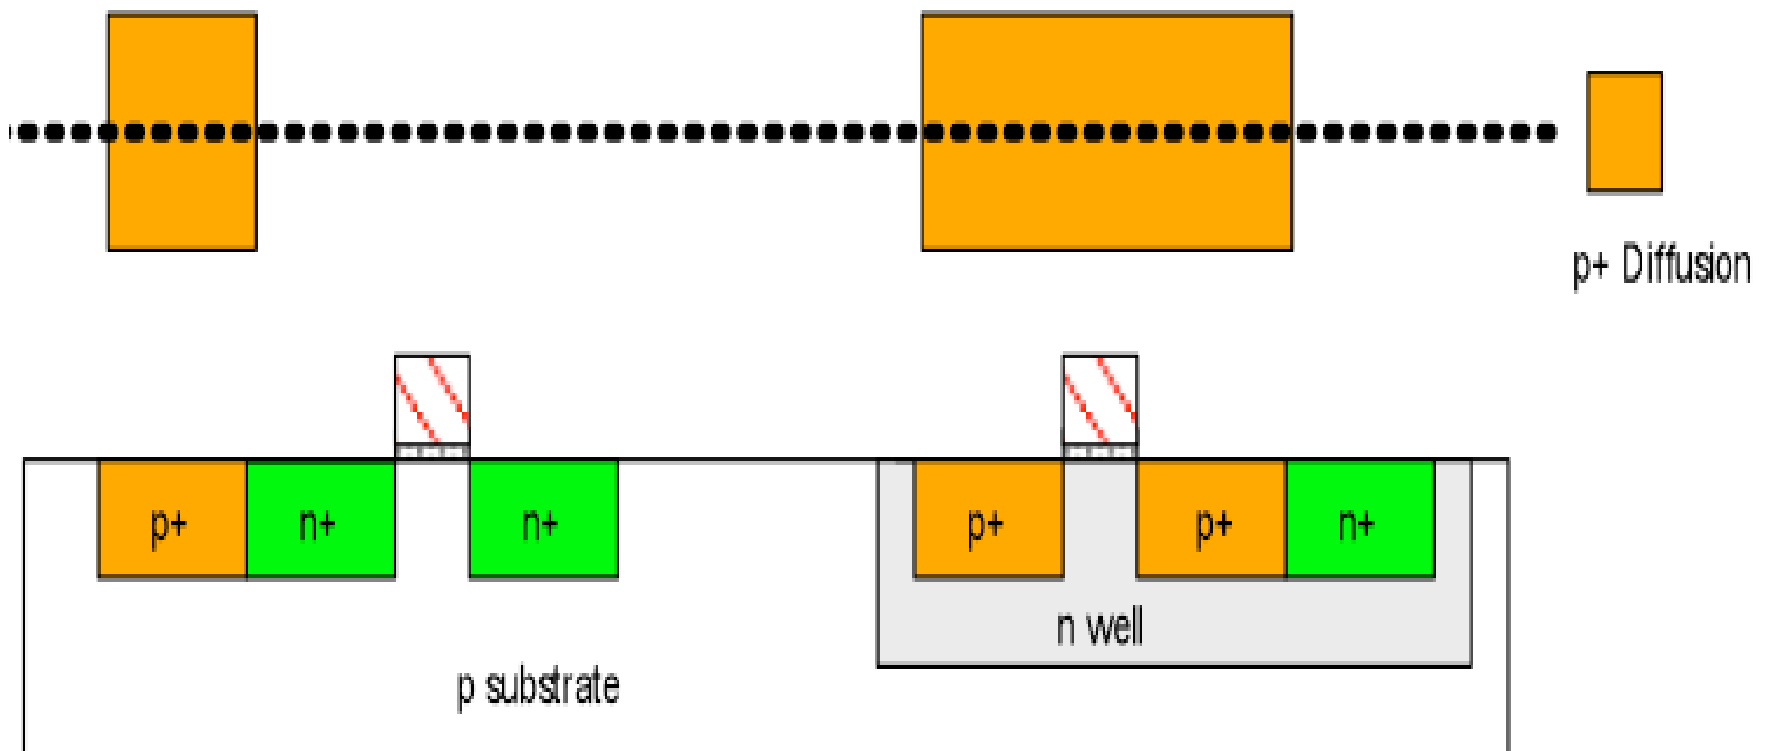 p+ Diffusion
p+
n+
n+
p+
p+
n+
n well
p substrate